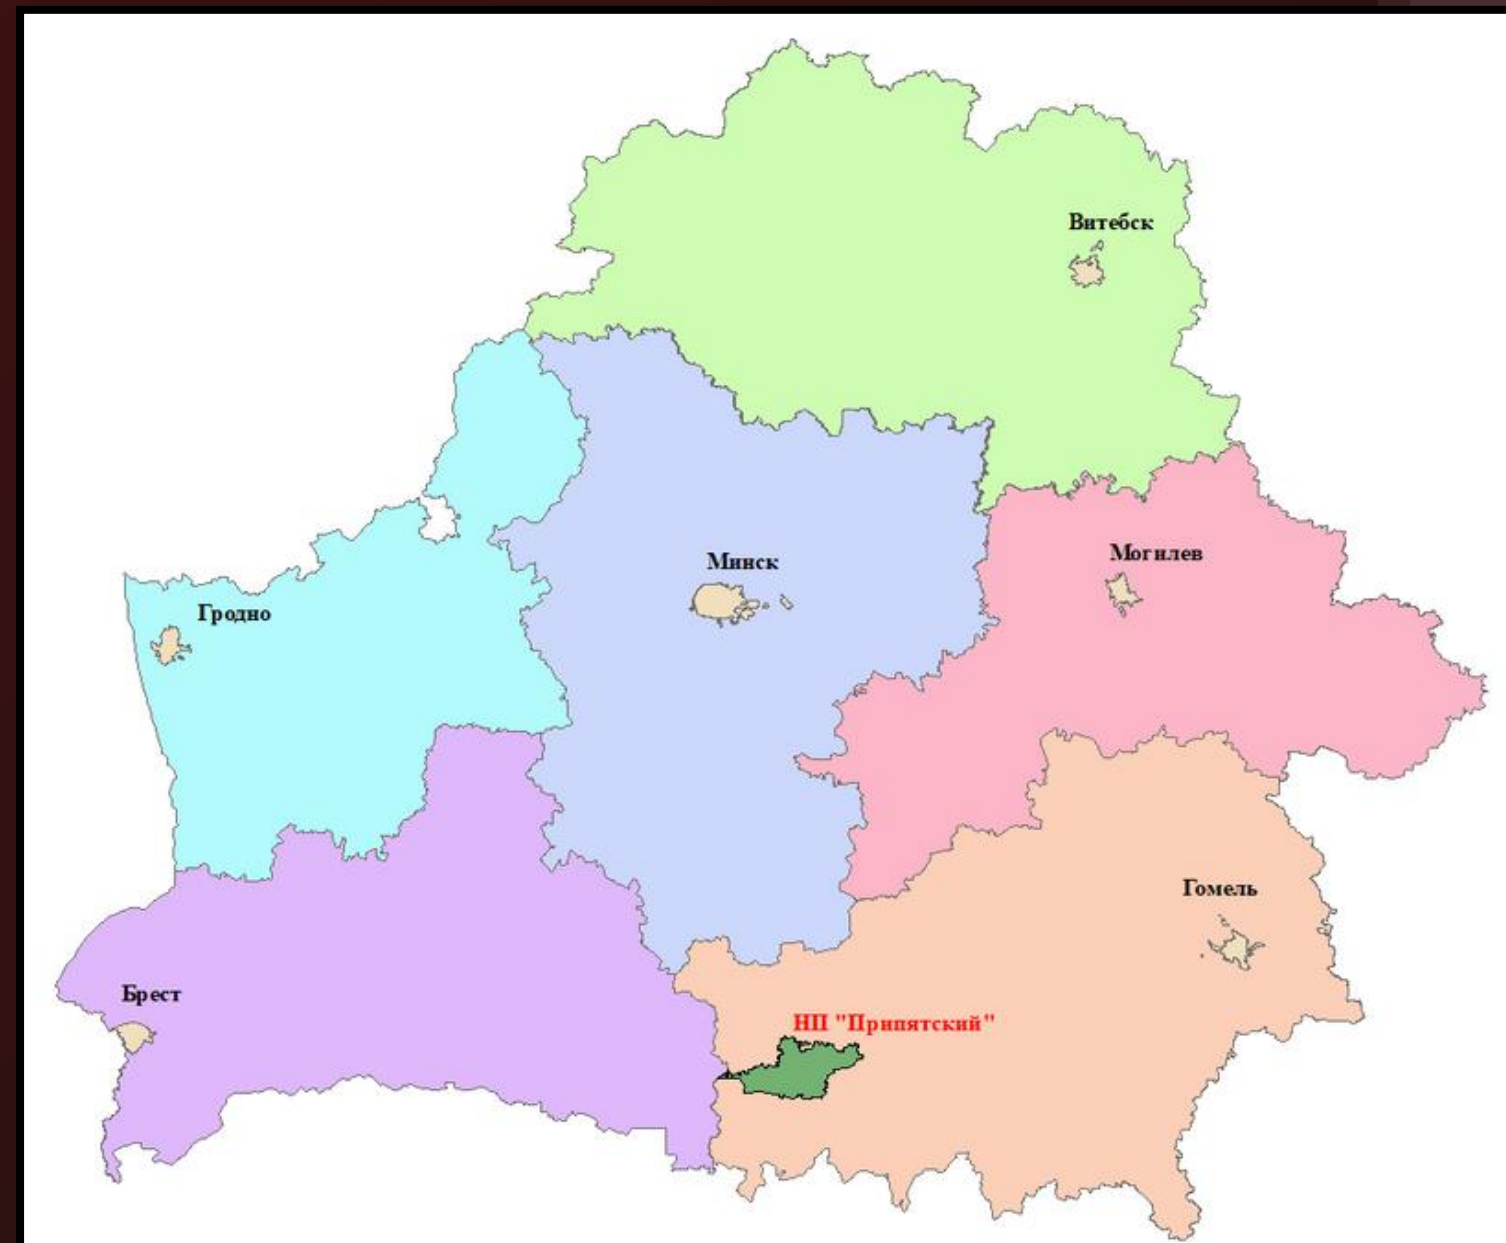 Витебск
Минск
Могилев
Гродно
Гомель
Брест
НП "Припятский"